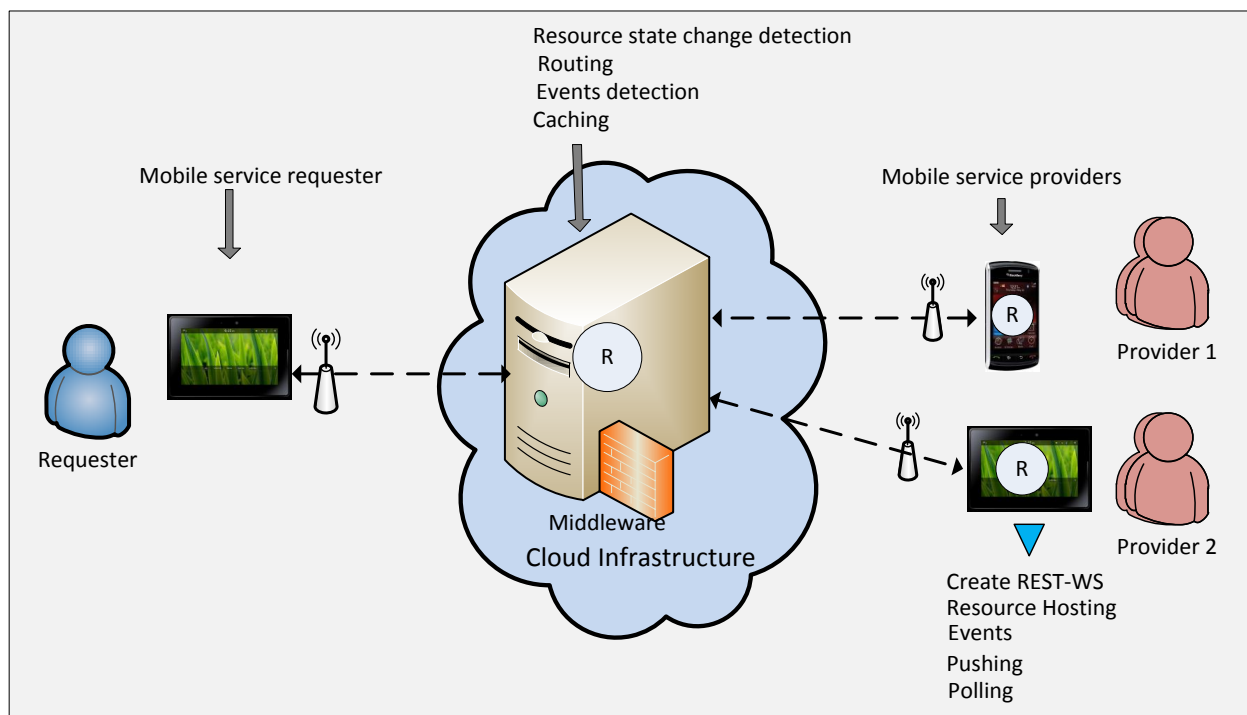 Resource state change detection
Routing
Events detection
Caching
Mobile service requester
Mobile service providers
R
R
Provider 1
Requester
R
Middleware
Cloud Infrastructure
Provider 2
Create REST-WS
Resource Hosting
Events
Pushing
Polling